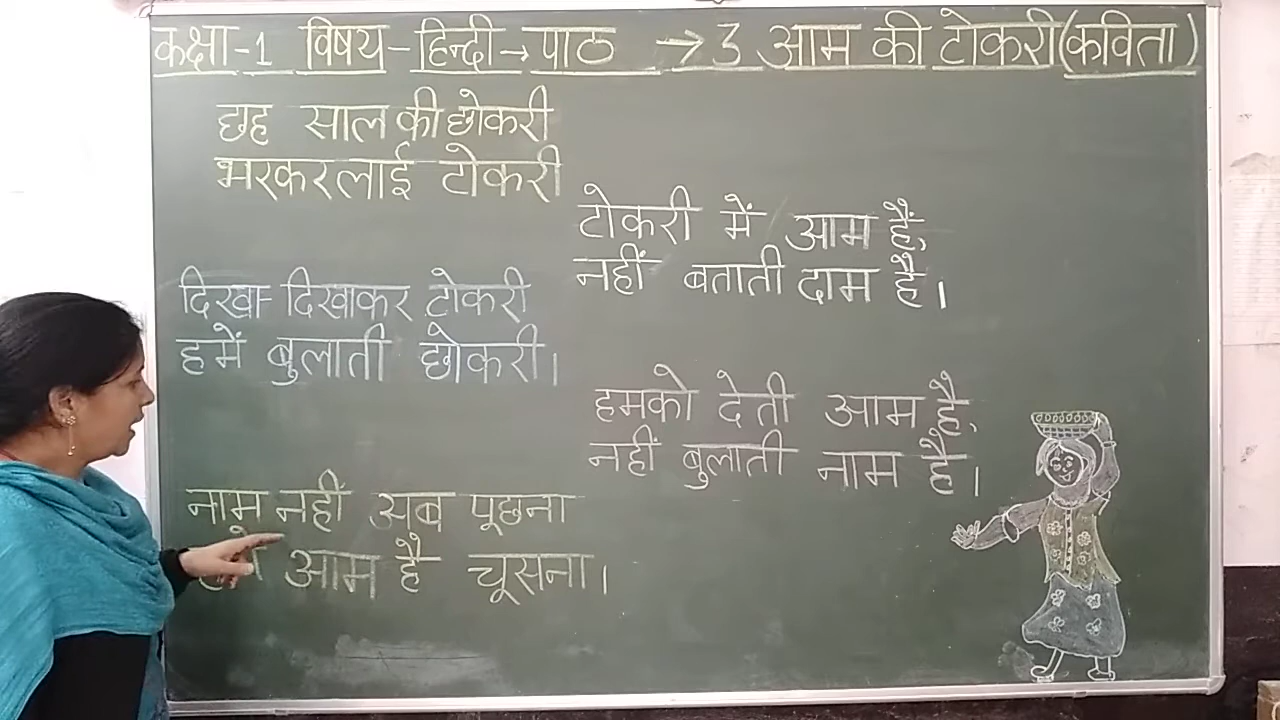 कक्षा-1 विषय-हिन्दी→पाठ →3 आम की टोकरी(कविता)
छह साल की छोकरी
भरकर लाई टोकरी
टोकरी में आम हैं,
नहीं बताती दाम है।
दिखा-दिखाकर टोकरी
हमें बुलाती छोकरी।
हमको देती आम है,
नहीं बुलाती नाम है।
नाम नहीं अब पूछना
आम है चूसना।